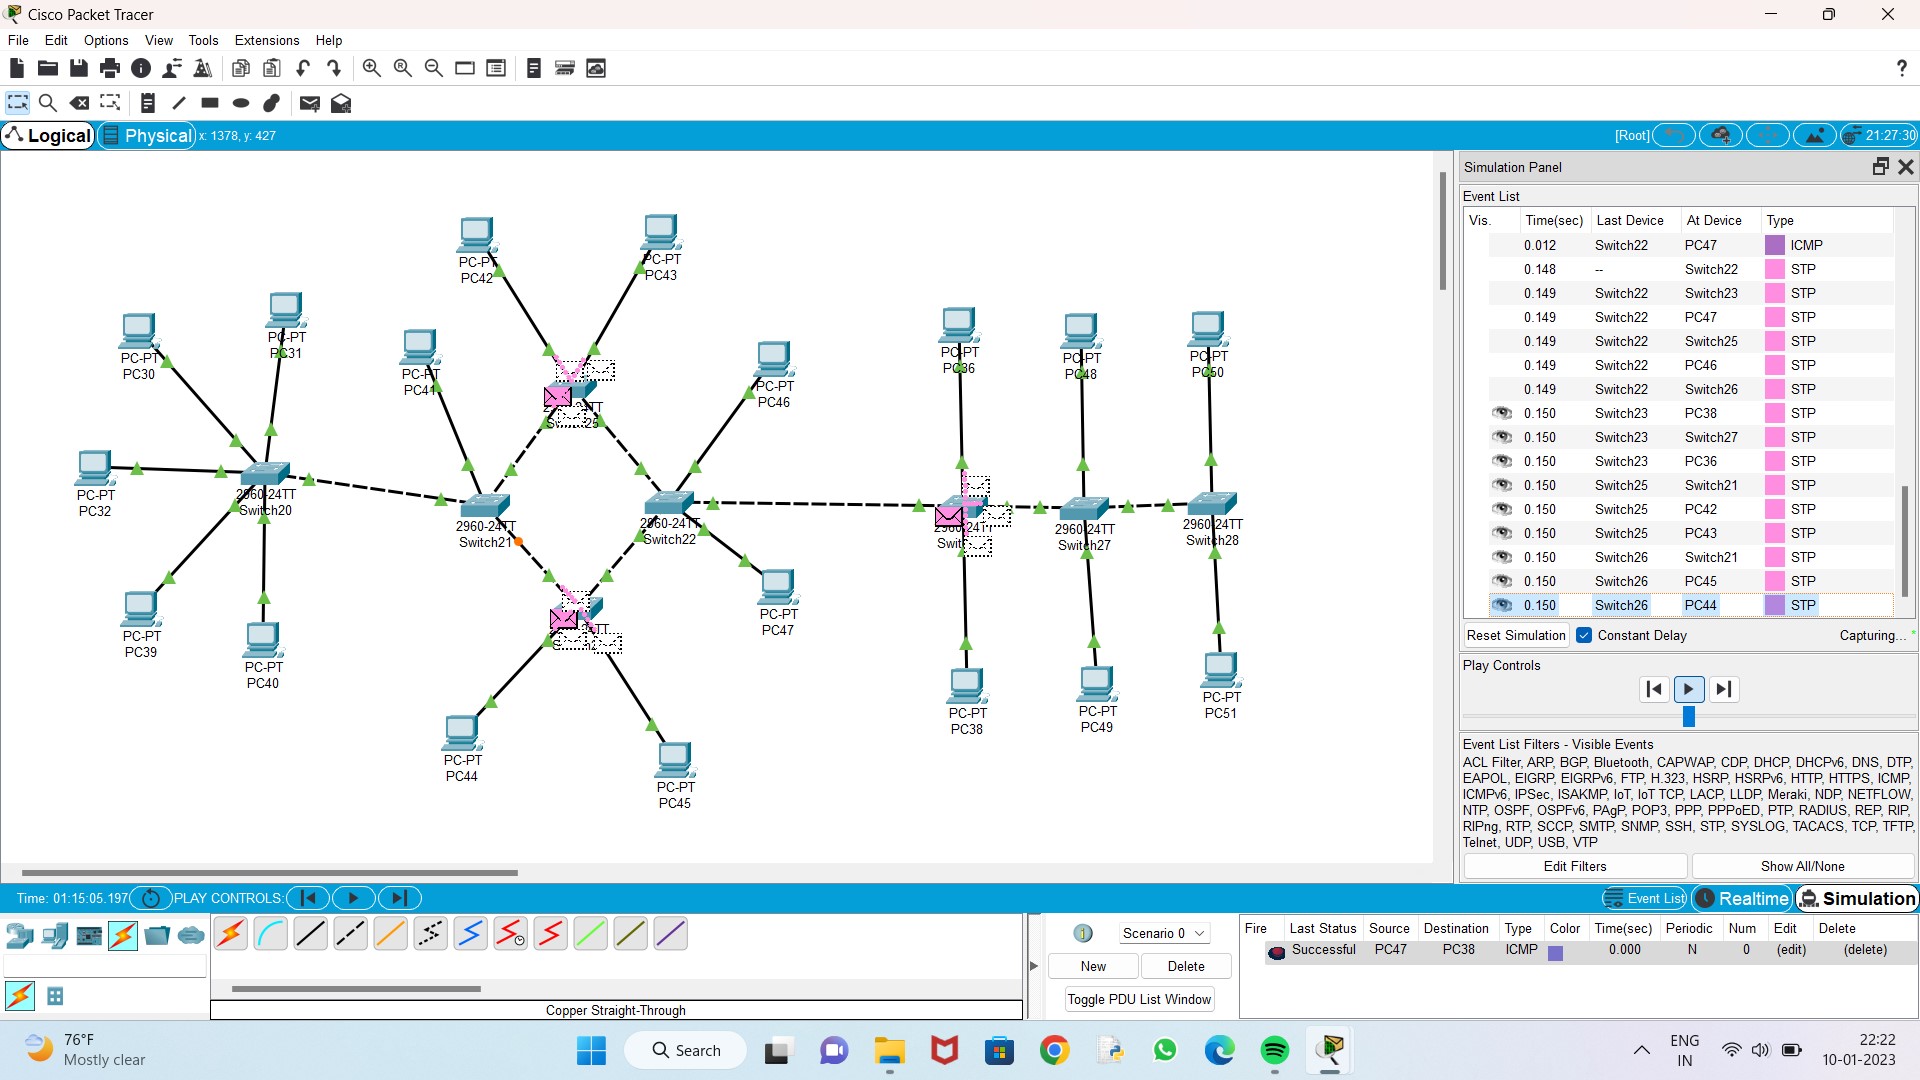 Cisco Packet Tracer
File Edit Options View Tools Extensions Help
Logical Physical x: 1378, y: 427 [Root] 21:27:30
Simulation Panel
Event List
Vis. Time(sec) Last Device At Device Type
0.012 Switch22 PC47 ICMP
0.148 -- Switch22 STP
0.149 Switch22 Switch23 STP
0.149 Switch22 PC47 STP
0.149 Switch22 Switch25 STP
0.149 Switch22 PC46 STP
0.149 Switch22 Switch26 STP
0.150 Switch23 PC38 STP
0.150 Switch23 Switch27 STP
0.150 Switch23 PC36 STP
0.150 Switch25 Switch21 STP
0.150 Switch25 PC42 STP
0.150 Switch25 PC43 STP
0.150 Switch26 Switch21 STP
0.150 Switch26 PC45 STP
0.150 Switch26 PC44 STP
Reset Simulation Constant Delay Capturing...
Play Controls
Event List Filters - Visible Events
ACL Filter, ARP, BGP, Bluetooth, CAPWAP, CDP, DHCP, DHCPv6, DNS, DTP,
EAPOL, EIGRP, EIGRPv6, FTP, H.323, HSRP, HSRPv6, HTTP, HTTPS, ICMP,
ICMPv6, IPSec, ISAKMP, IoT, IoT TCP, LACP, LLDP, Meraki, NDP, NETFLOW,
NTP, OSPF, OSPFv6, PAgP, POP3, PPP, PPPoED, PTP, RADIUS, REP, RIP,
RIPng, RTP, SCCP, SMTP, SNMP, SSH, STP, SYSLOG, TACACS, TCP, TFTP,
Telnet, UDP, USB, VTP
Edit Filters Show All/None
PC-PT
PC42
PC-PT
PC43
PC-PT
PC31
PC-PT
PC30
PC-PT
PC41
PC-PT
PC46
PC-PT
PC36
PC-PT
PC48
PC-PT
PC50
PC-PT
PC32
2960-24TT
Switch20
2960-24TT
Switch21
2960-24TT
Switch22
2960-24TT
Switch27
2960-24TT
Switch28
PC-PT
PC39
PC-PT
PC40
PC-PT
PC47
PC-PT
PC44
PC-PT
PC45
PC-PT
PC38
PC-PT
PC49
PC-PT
PC51
Time: 01:15:05.197 PLAY CONTROLS: Event List Realtime Simulation
Scenario 0
New Delete
Toggle PDU List Window
Fire Last Status Source Destination Type Color Time(sec) Periodic Num Edit Delete
Successful PC47 PC38 ICMP 0.000 N 0 (edit) (delete)
Copper Straight-Through
76°F
Mostly clear
Search
ENG
IN
22:22
10-01-2023